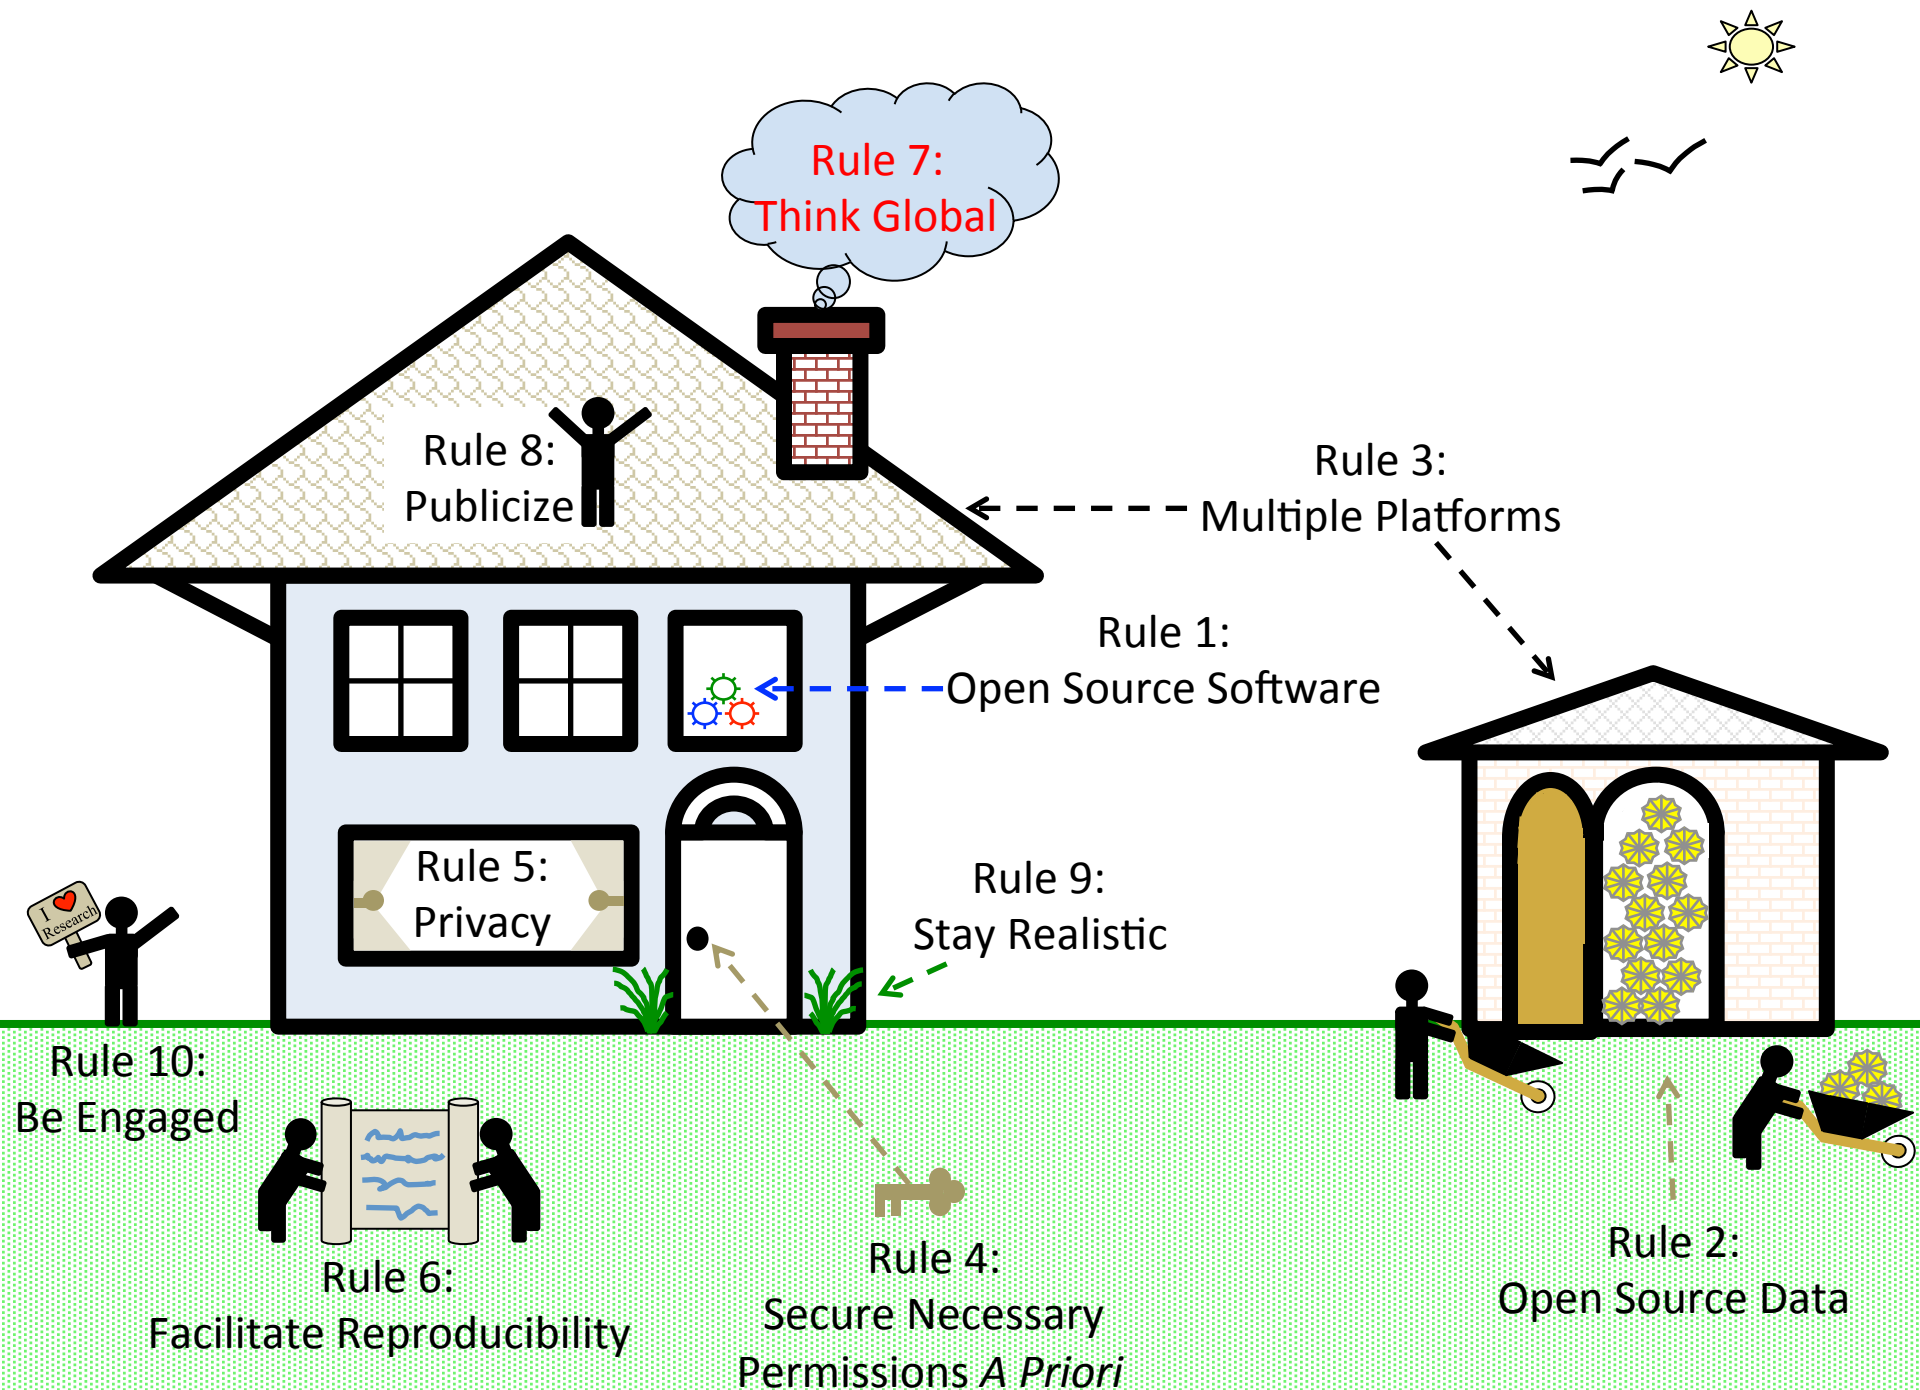 Rule 7:
Think Global
Rule 8:
Publicize
Rule 3:
Multiple Platforms
Rule 1:
Open Source Software
Rule 5:
Privacy
Rule 9:
Stay Realistic
I
Research
Rule 10:
Be Engaged
Rule 6:
Facilitate Reproducibility
Rule 4:
Secure Necessary
Permissions A Priori
Rule 2:
Open Source Data